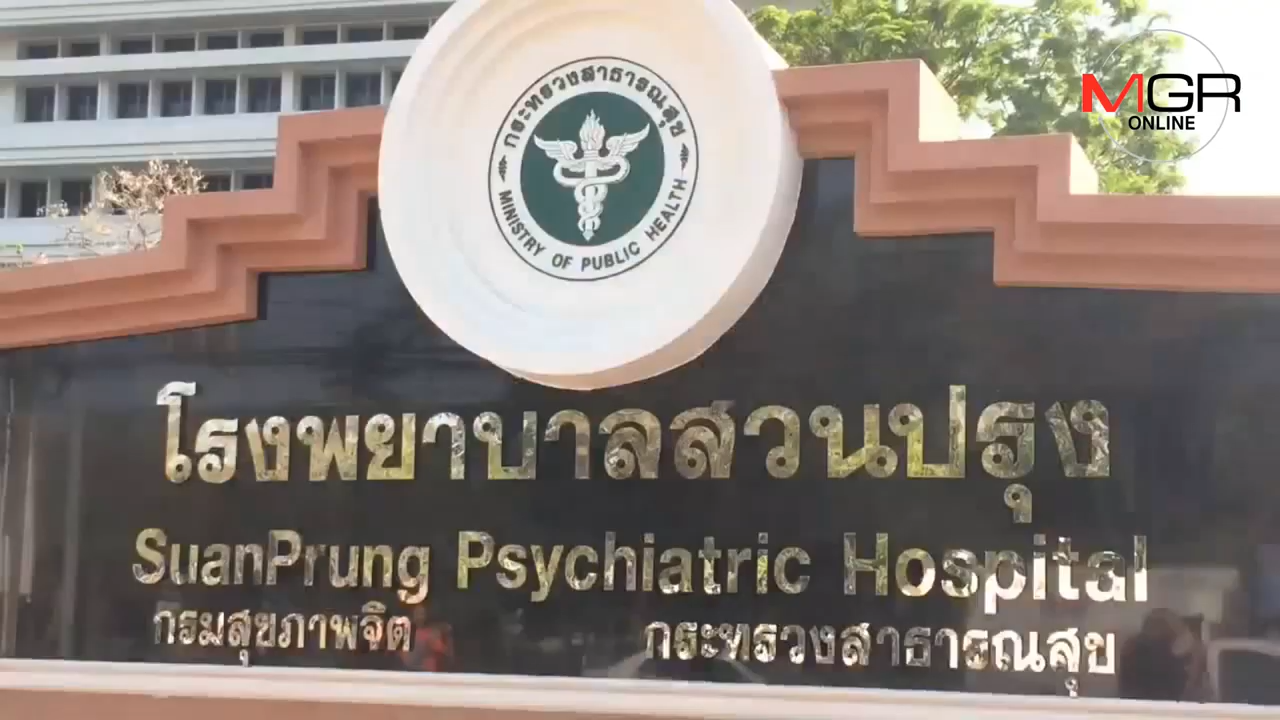 MGR
ONLINE
กระทรวงสาธารณสุข
MINISTRY OF PUBLIC HEALTH
โรงพยาบาลสวนปรุง
SuanPrung Psychiatric Hospital
กรมสุขภาพจิต กระทรวงสาธารณสุข